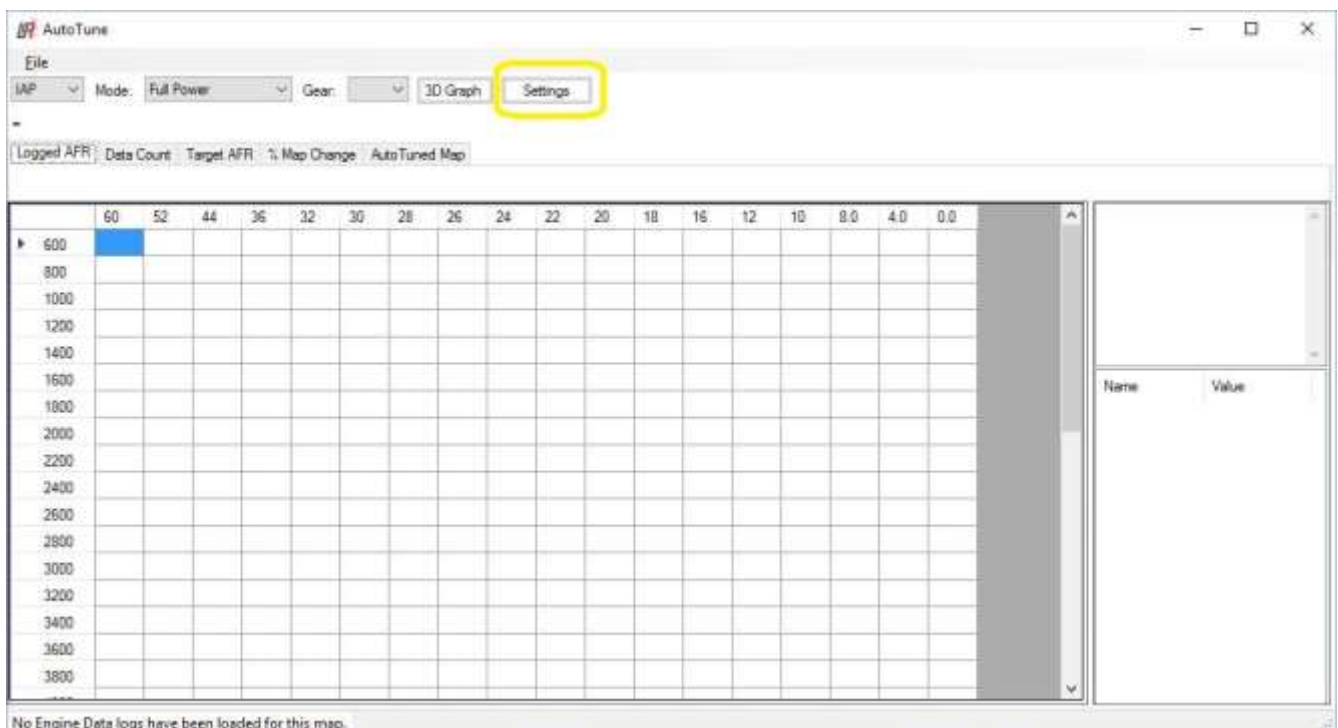 AutoTune
File
IAP Mode: Full Power Gear: 3D Graph Settings
-
Logged AFR Data Count Target AFR % Map Change AutoTuned Map
60 52 44 36 32 30 28 26 24 22 20 18 16 12 10 8.0 4.0 0.0
600
800
1000
1200
1400
1600
1800
2000
2200
2400
2600
2800
3000
3200
3400
3600
3800
Name Value
No Engine Data logs have been loaded for this map.